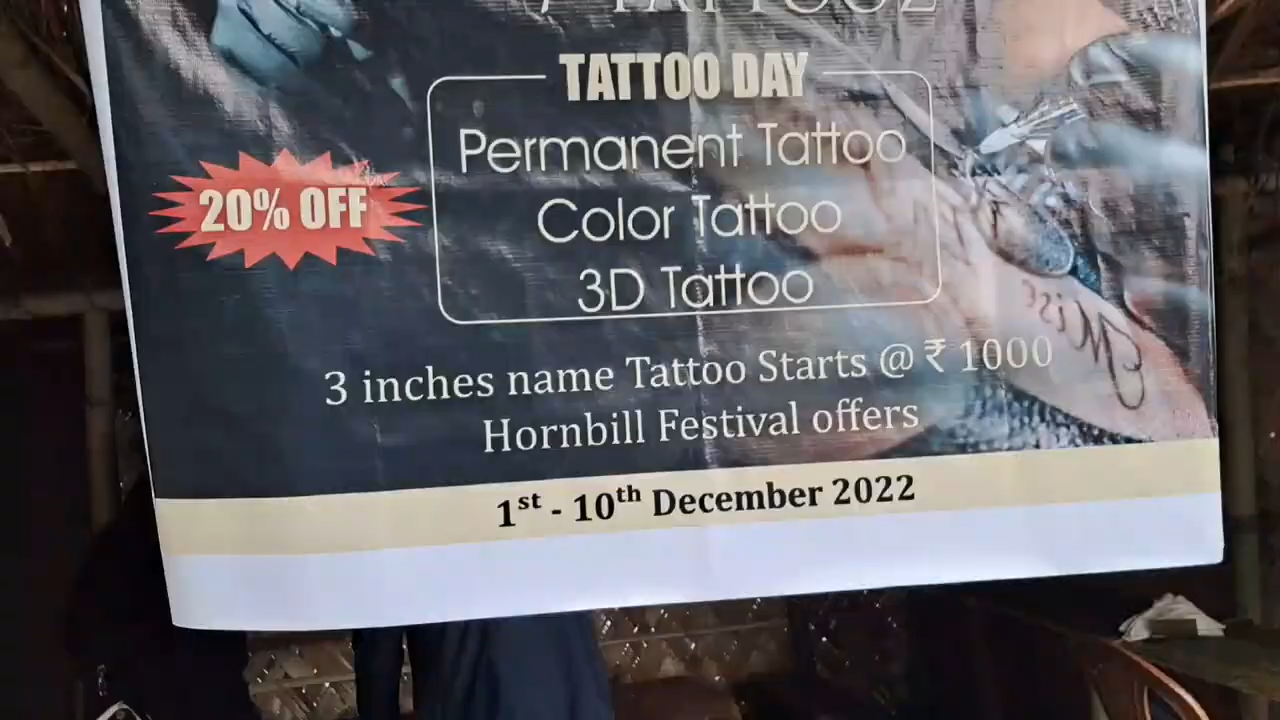 TATTOO DAY
Permanent Tattoo
Color Tattoo
3D Tattoo
20% OFF
3 inches name Tattoo Starts @ ₹ 1000
Hornbill Festival offers
1st - 10th December 2022